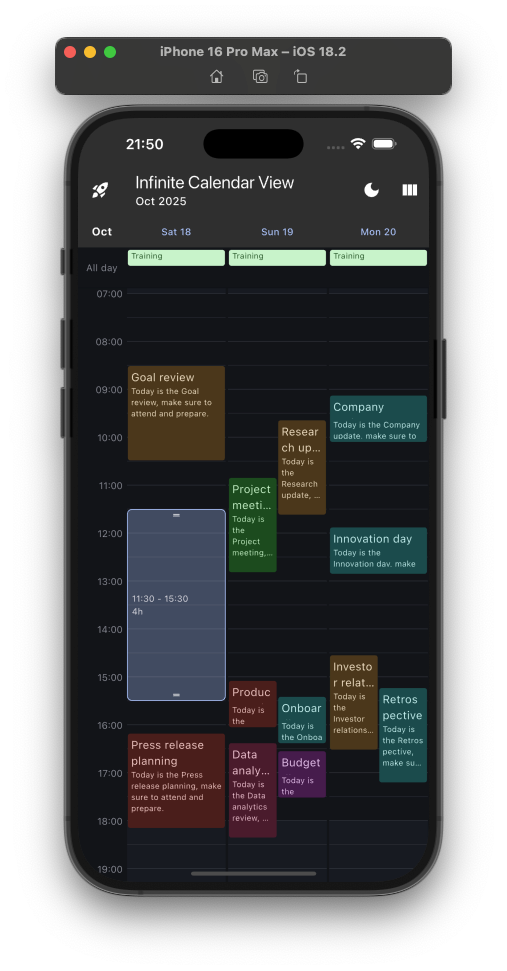 iPhone 16 Pro Max – iOS 18.2
21:50
Infinite Calendar View
Oct 2025
Oct
Sat 18
Sun 19
Mon 20
All day
Training
Training
Training
07:00
08:00
09:00
10:00
11:00
12:00
13:00
14:00
15:00
16:00
17:00
18:00
19:00
Goal review
Today is the Goal
review, make sure to
attend and prepare.
11:30 - 15:30
4h
Press release
planning
Today is the Press
release planning, make
sure to attend and
prepare.
Resear
ch up...
Today is
the
Research
update, ...
Project
meeti...
Today is
the
Project
meeting,...
Produc
Today is
the
Onboar
Today is
the Onboa
Data
analy...
Today is
the Data
analytics
review, ...
Budget
Today is
the
Company
Today is the Company
update, make sure to
Innovation day
Today is the
Innovation day, make
Investo
r relat...
Today is
the
Investor
relations...
Retros
pective
Today is
the Retros
pective,
make su...